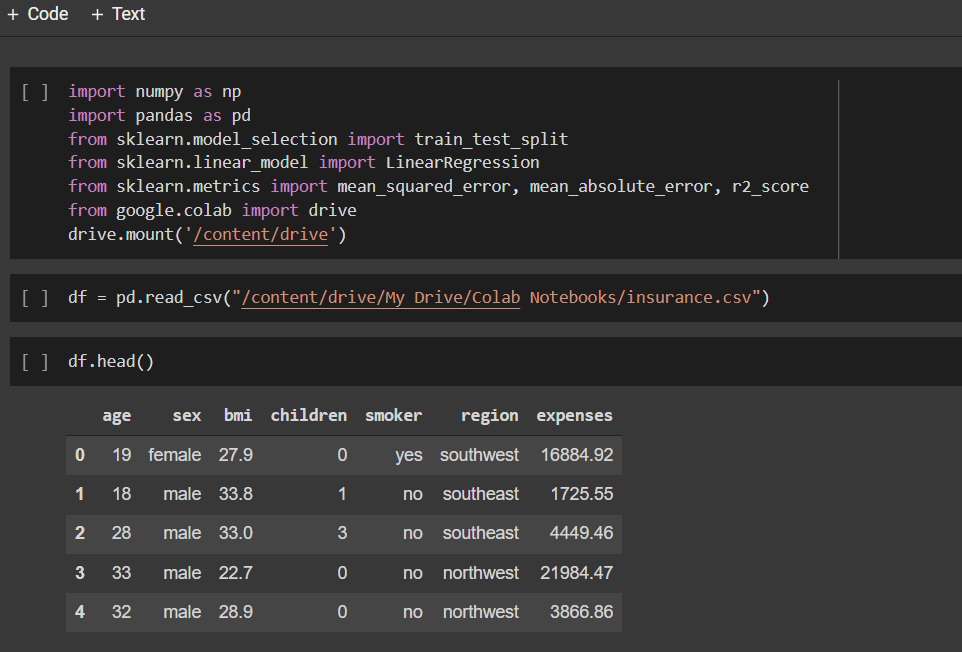 + Code + Text
[ ] import numpy as np
import pandas as pd
from sklearn.model_selection import train_test_split
from sklearn.linear_model import LinearRegression
from sklearn.metrics import mean_squared_error, mean_absolute_error, r2_score
from google.colab import drive
drive.mount('/content/drive')
[ ] df = pd.read_csv("/content/drive/My Drive/Colab Notebooks/insurance.csv")
[ ] df.head()
age sex bmi children smoker region expenses
0 19 female 27.9 0 yes southwest 16884.92
1 18 male 33.8 1 no southeast 1725.55
2 28 male 33.0 3 no southeast 4449.46
3 33 male 22.7 0 no northwest 21984.47
4 32 male 28.9 0 no northwest 3866.86